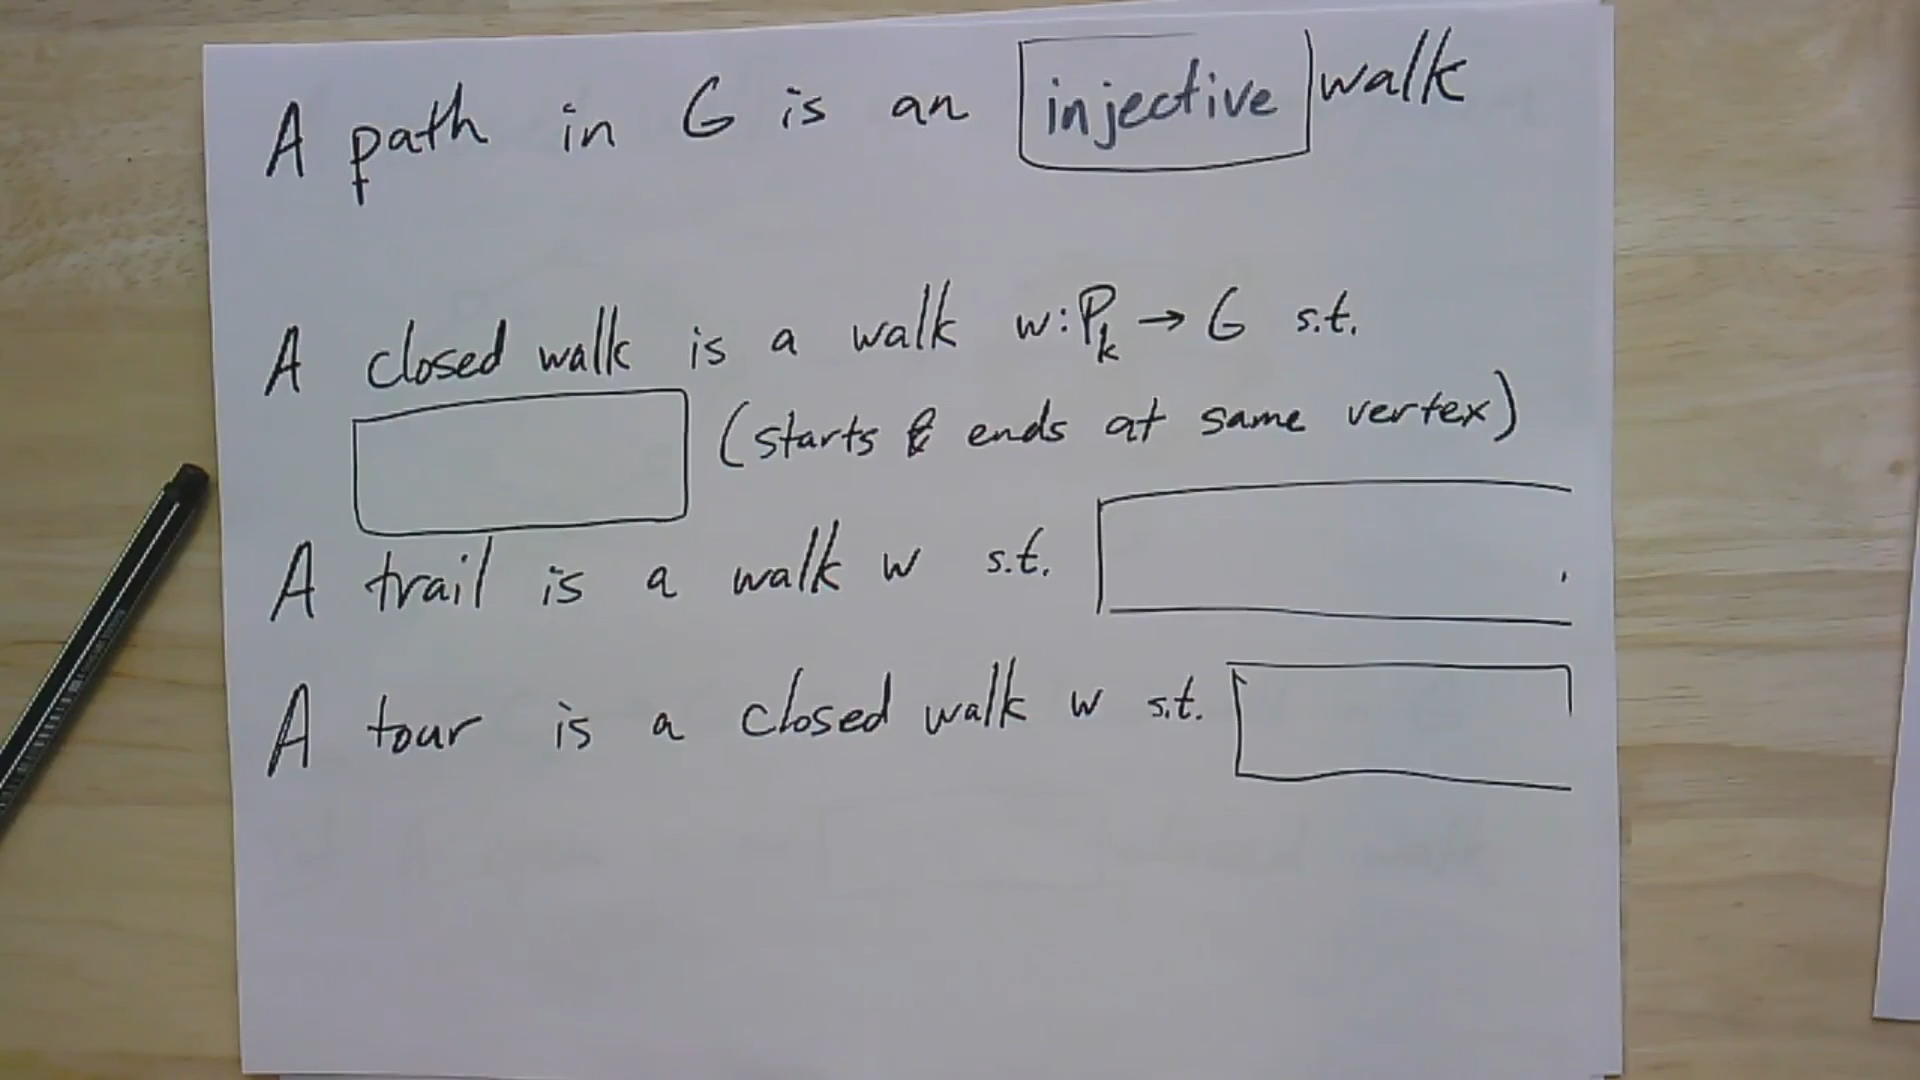 A path in G is an injective walk
A closed walk is a walk w: P_k → G s.t.
(starts & ends at same vertex)
A trail is a walk w s.t.
A tour is a closed walk w s.t.